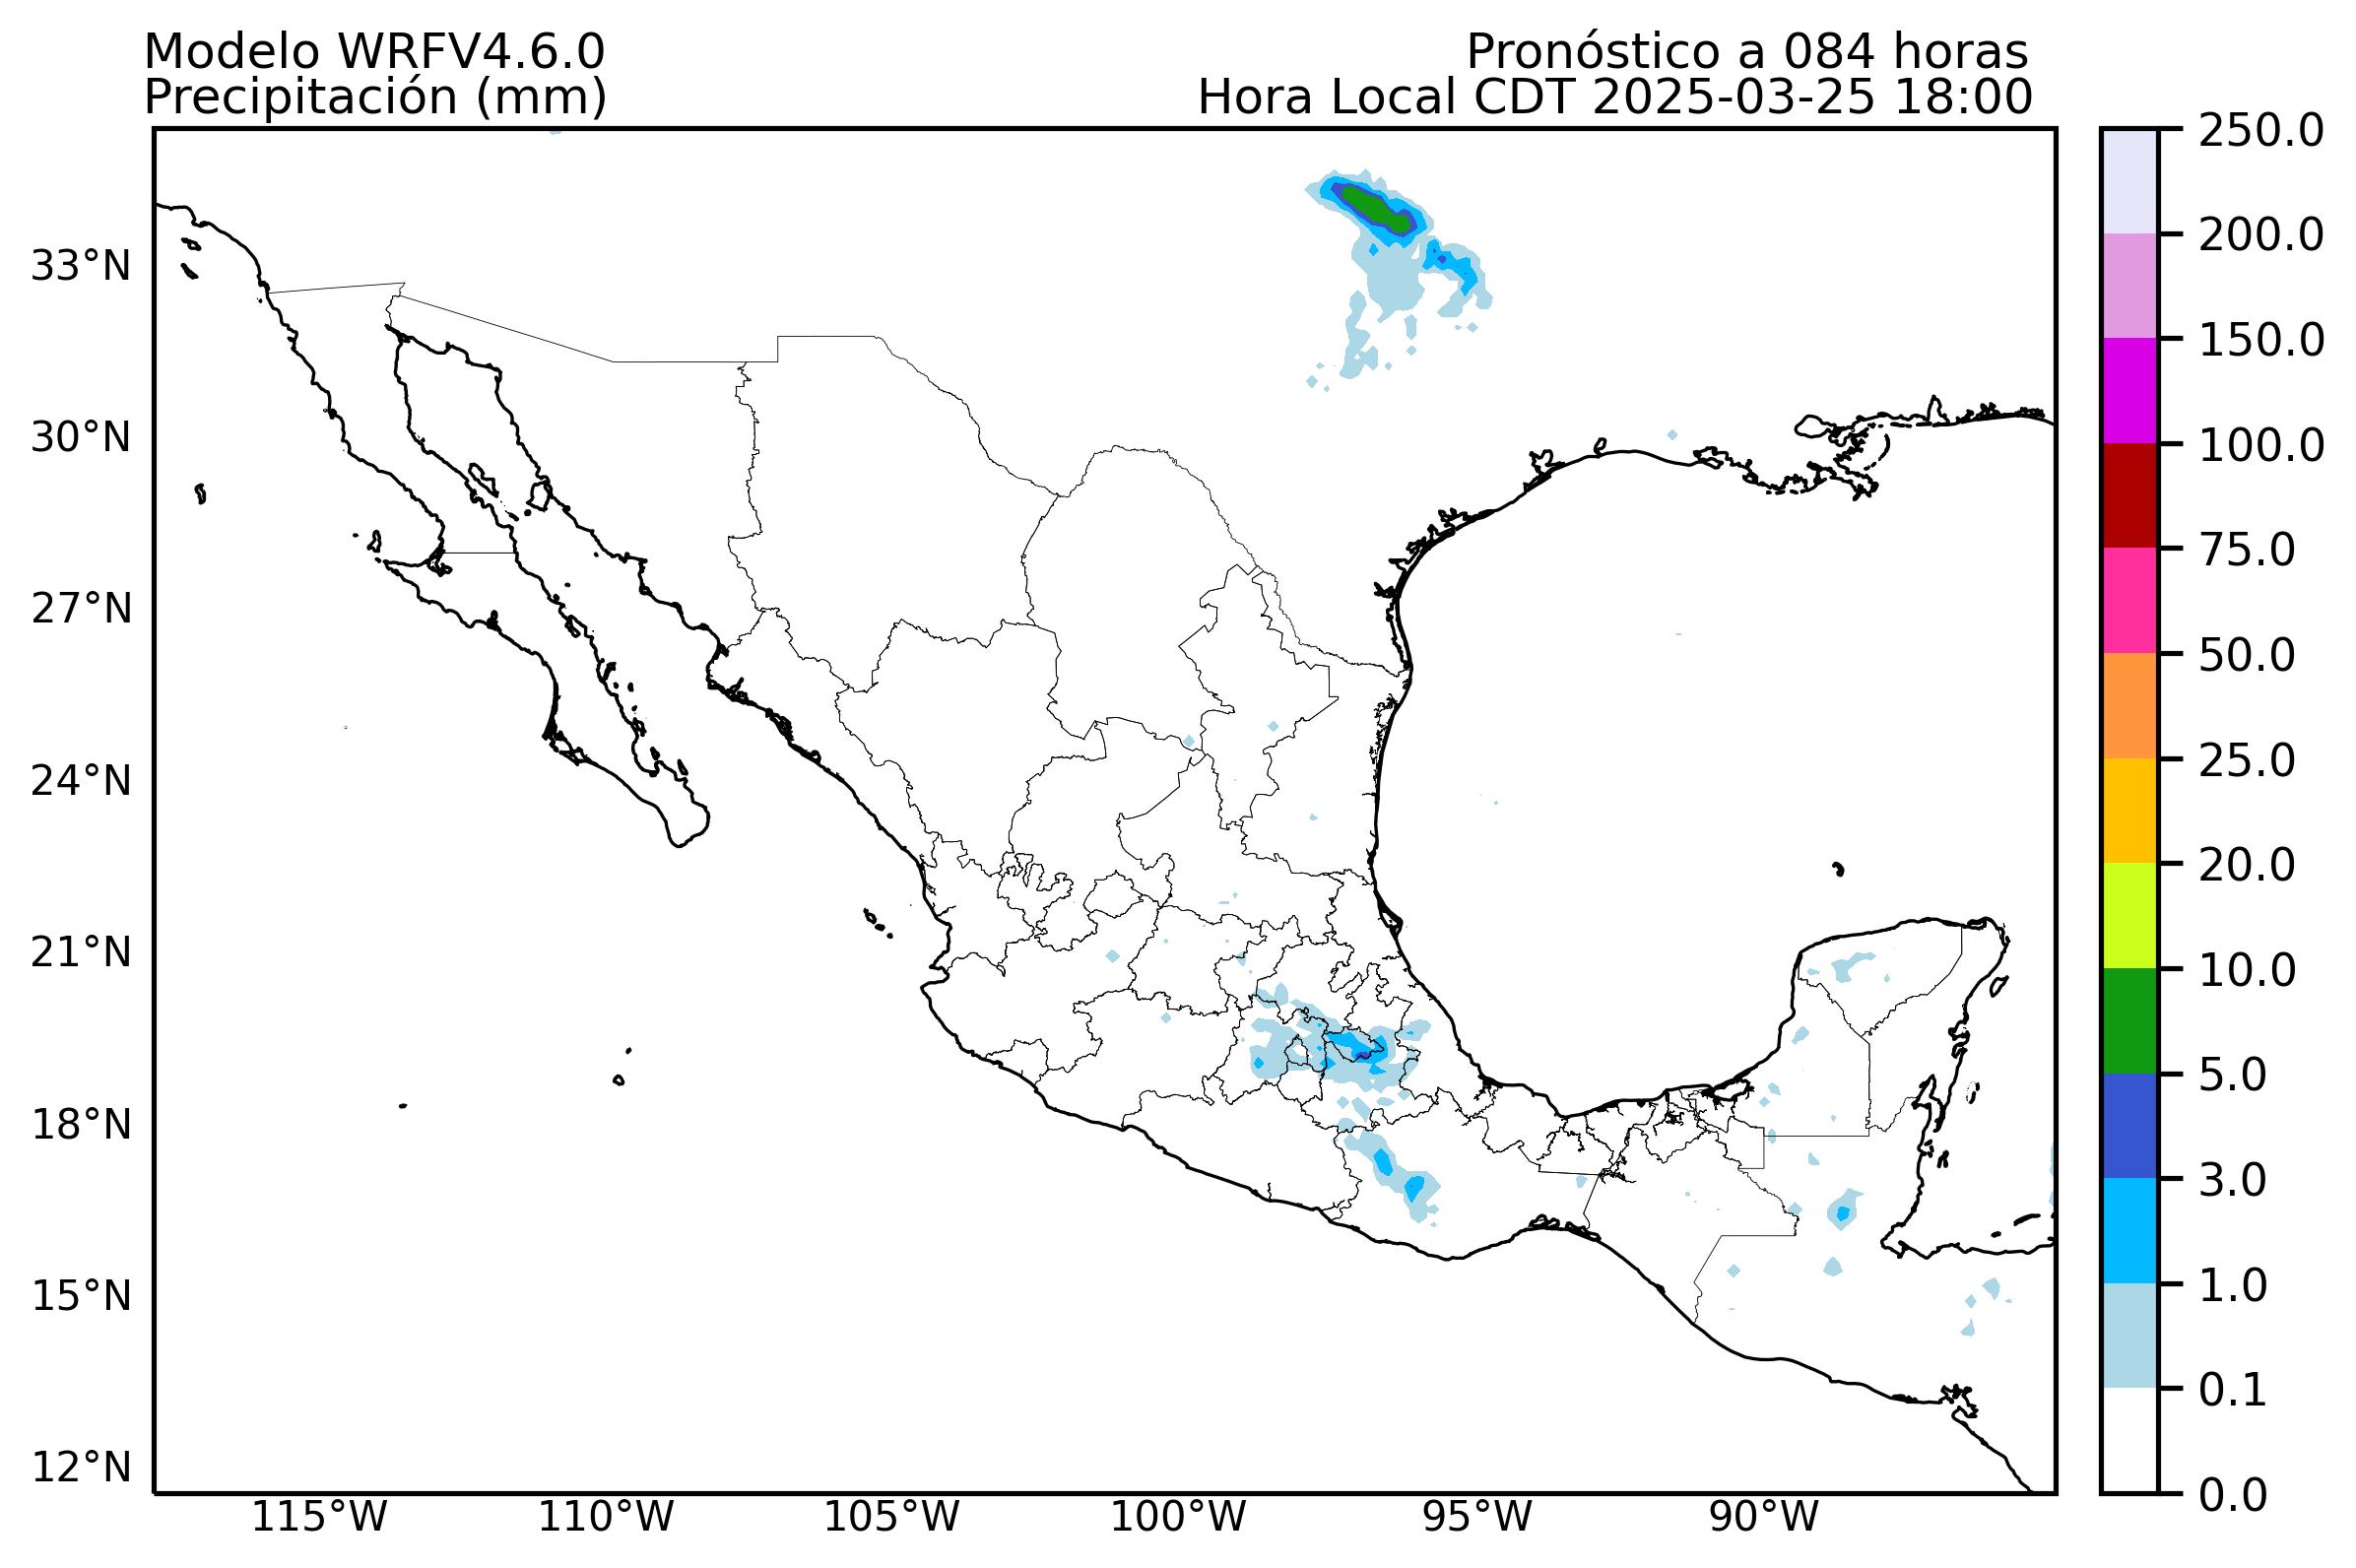 Modelo WRFV4.6.0
Precipitación (mm)
Pronóstico a 084 horas
Hora Local CDT 2025-03-25 18:00
33°N
30°N
27°N
24°N
21°N
18°N
15°N
12°N
115°W
110°W
105°W
100°W
95°W
90°W
250.0
200.0
150.0
100.0
75.0
50.0
25.0
20.0
10.0
5.0
3.0
1.0
0.1
0.0